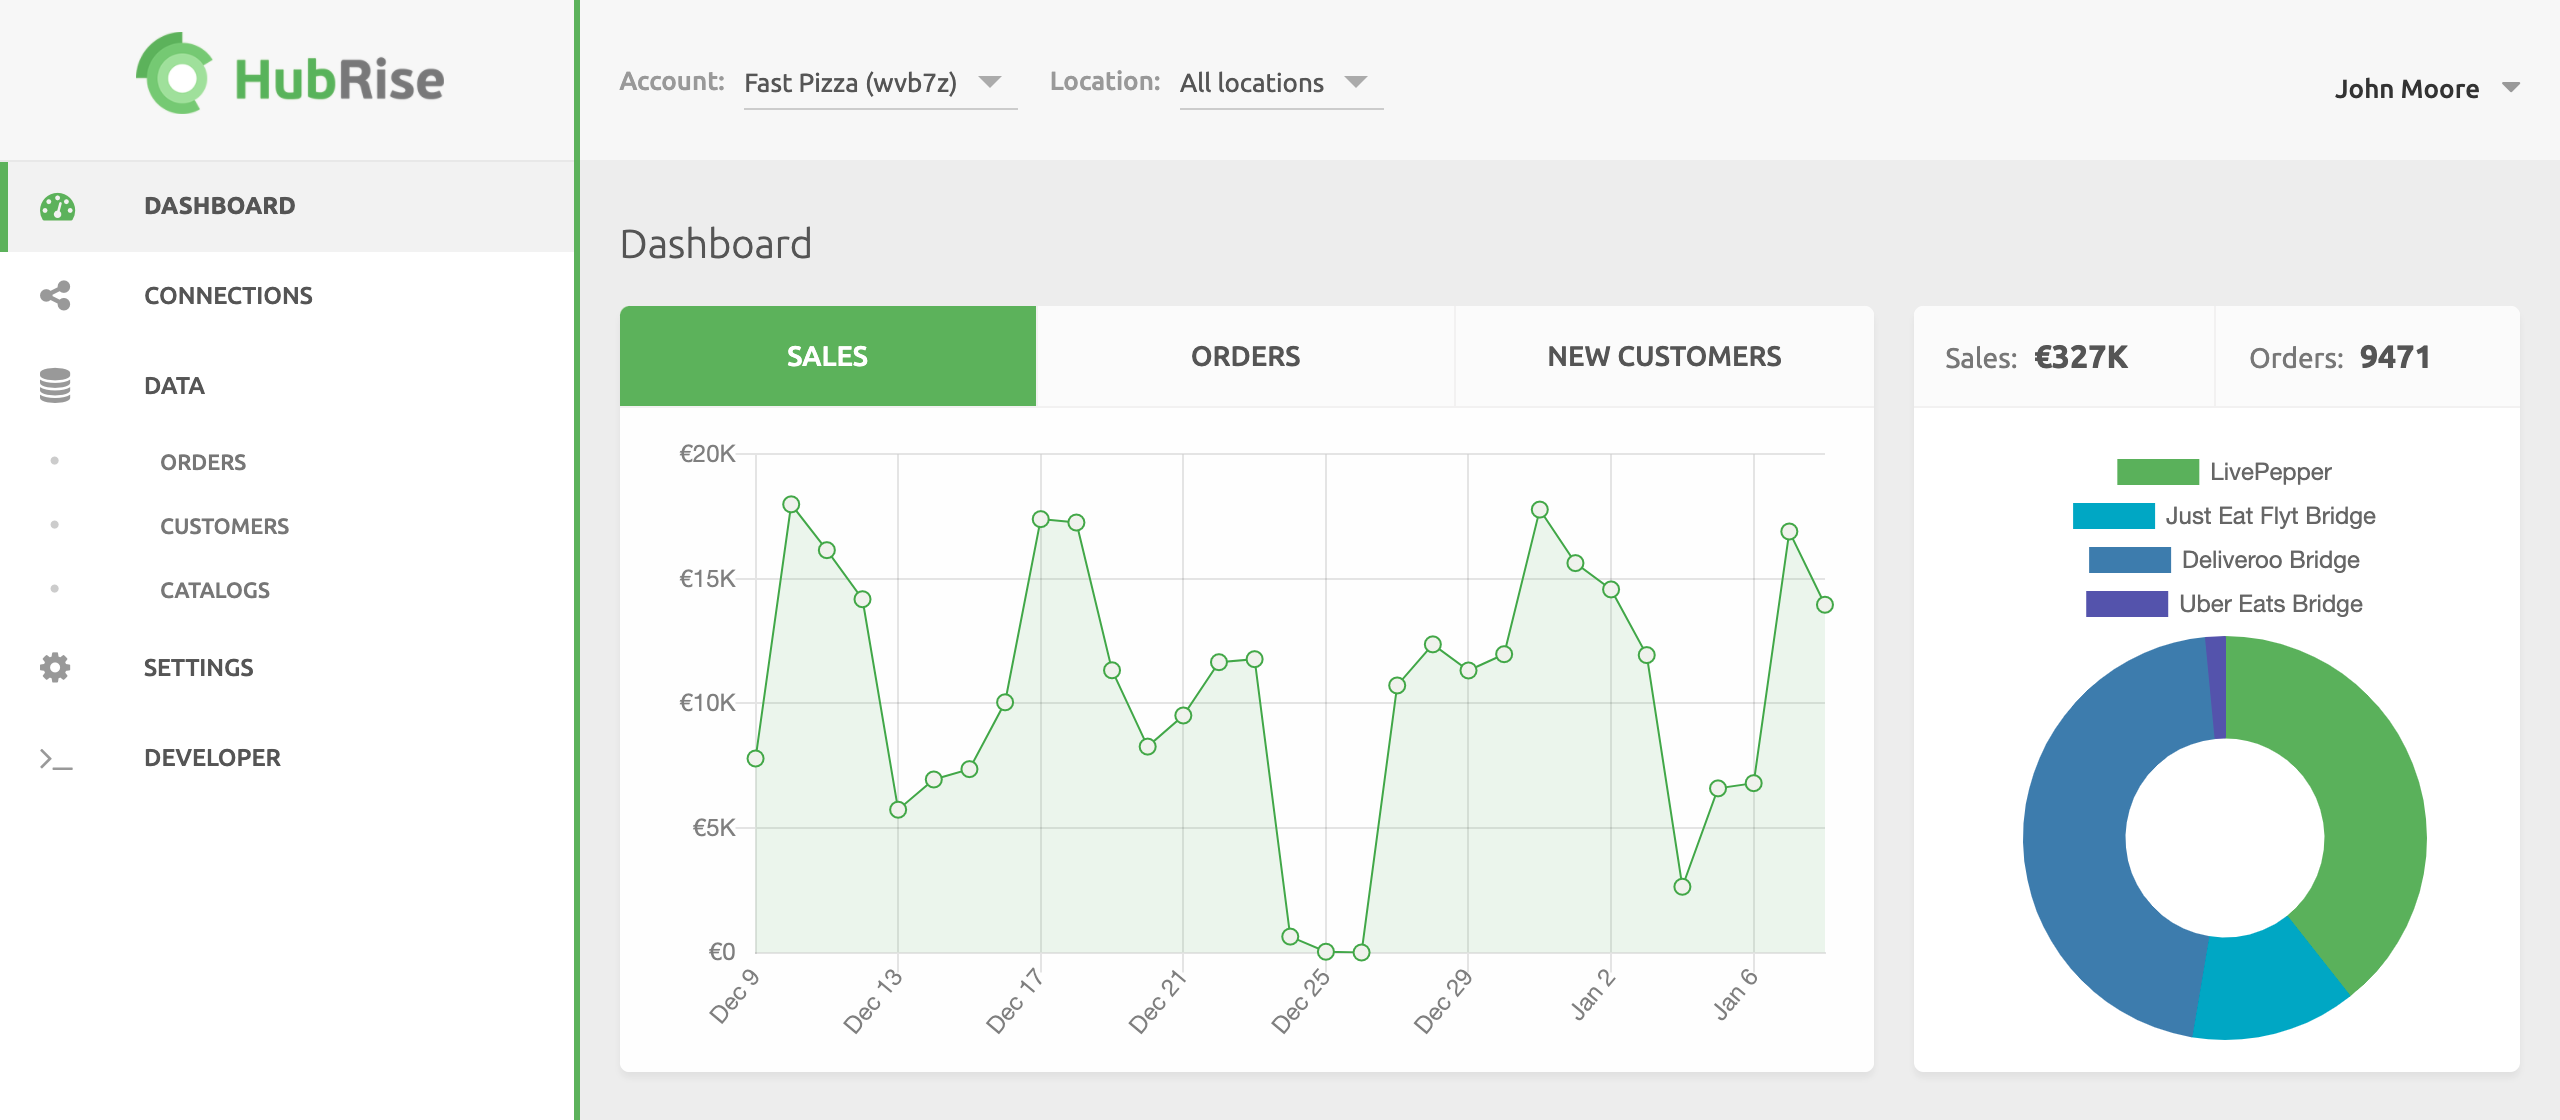 HubRise
Account: Fast Pizza (wvb7z) Location: All locations
John Moore
DASHBOARD
CONNECTIONS
DATA
ORDERS
CUSTOMERS
CATALOGS
SETTINGS
DEVELOPER
Dashboard
SALES ORDERS NEW CUSTOMERS
€20K
€15K
€10K
€5K
€0
Dec 9 Dec 13 Dec 17 Dec 21 Dec 25 Dec 29 Jan 2 Jan 6
Sales: €327K Orders: 9471
LivePepper
Just Eat Flyt Bridge
Deliveroo Bridge
Uber Eats Bridge